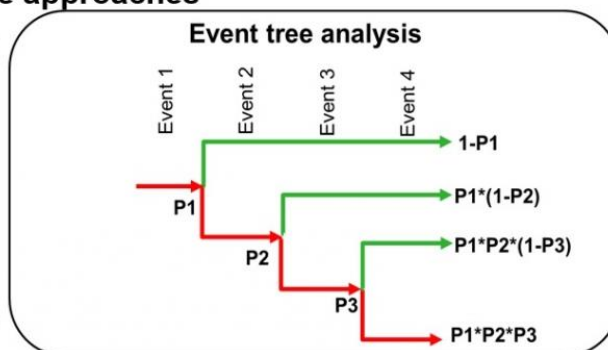 e approaches
Event tree analysis
Event 1
Event 2
Event 3
Event 4
1-P1
P1
P1*(1-P2)
P2
P1*P2*(1-P3)
P3
P1*P2*P3